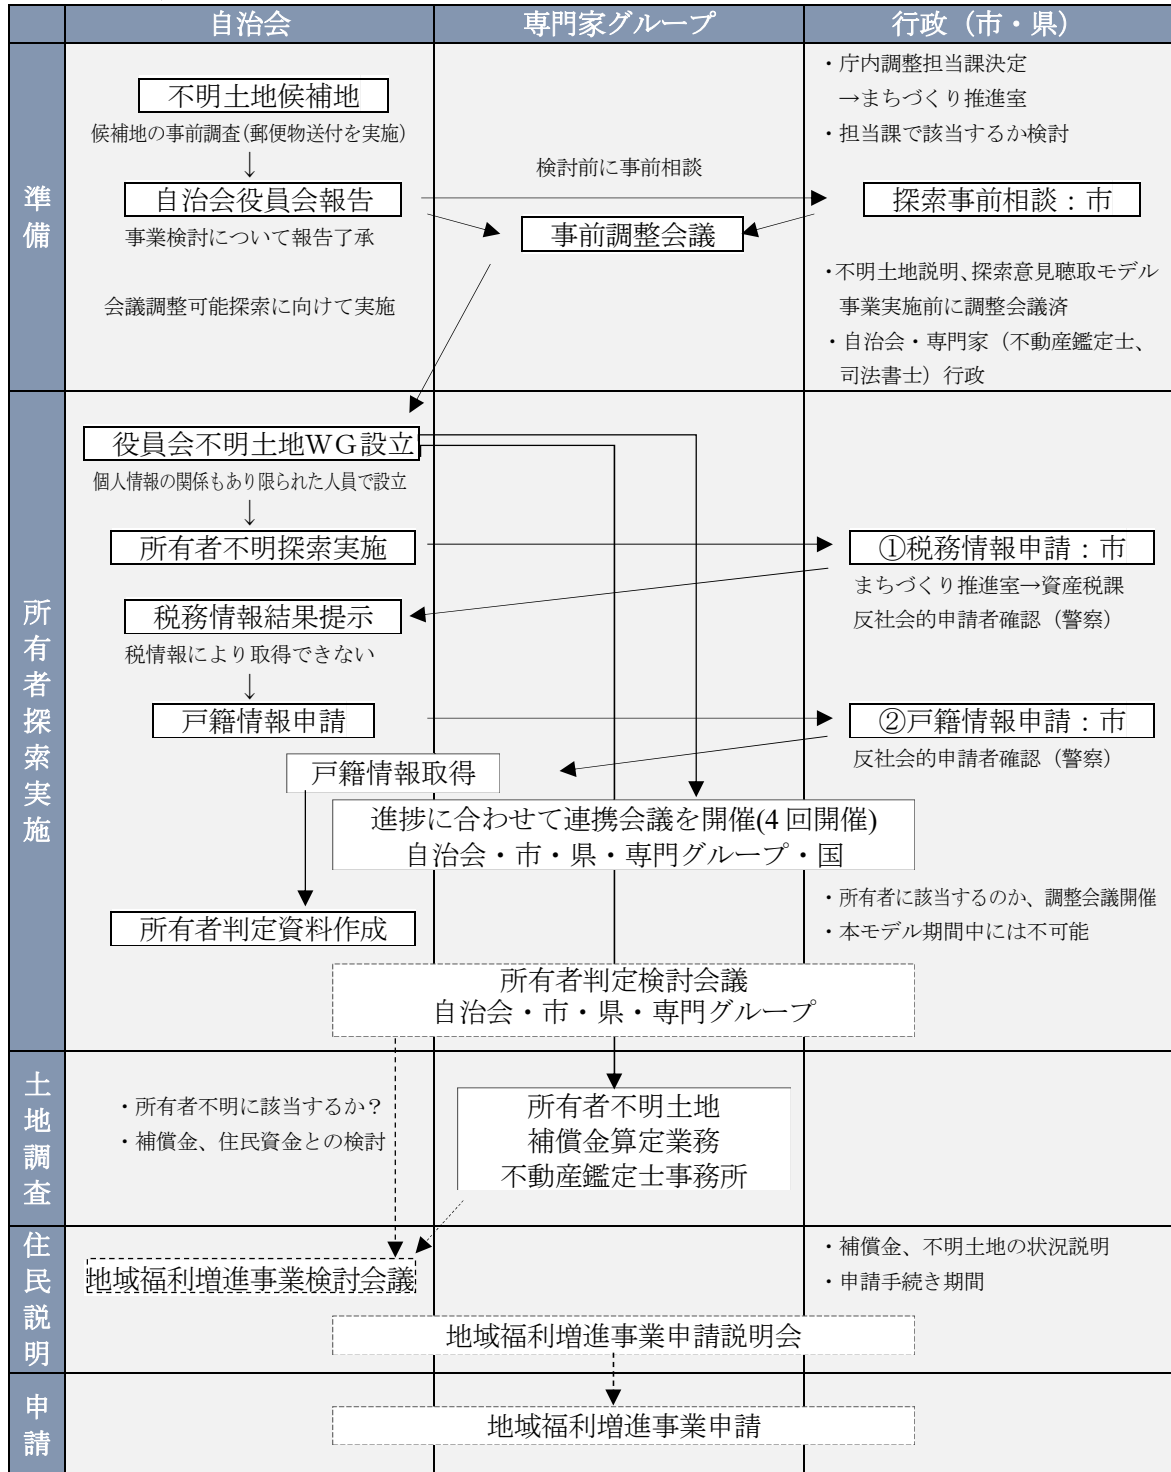 自治会
専門家グループ
行政（市・県）
準備
不明土地候補地
候補地の事前調査(郵便物送付を実施)
↓
自治会役員会報告
事業検討について報告了承
会議調整可能探索に向けて実施
検討前に事前相談
事前調整会議
・庁内調整担当課決定
→まちづくり推進室
・担当課で該当するか検討
探索事前相談：市
・不明土地説明、探索意見聴取モデル
事業実施前に調整会議済
・自治会・専門家（不動産鑑定士、
司法書士）行政
所有者探索実施
役員会不明土地ＷＧ設立
個人情報の関係もあり限られた人員で設立
↓
所有者不明探索実施
①税務情報申請：市
まちづくり推進室→資産税課
反社会的申請者確認（警察）
税務情報結果提示
税情報により取得できない
↓
戸籍情報申請
②戸籍情報申請：市
反社会的申請者確認（警察）
戸籍情報取得
進捗に合わせて連携会議を開催(4 回開催)
自治会・市・県・専門グループ・国
所有者判定資料作成
・所有者に該当するのか、調整会議開催
・本モデル期間中には不可能
所有者判定検討会議
自治会・市・県・専門グループ
土地調査
・所有者不明に該当するか？
・補償金、住民資金との検討
所有者不明土地
補償金算定業務
不動産鑑定士事務所
住民説明
地域福利増進事業検討会議
・補償金、不明土地の状況説明
・申請手続き期間
地域福利増進事業申請説明会
申請
地域福利増進事業申請